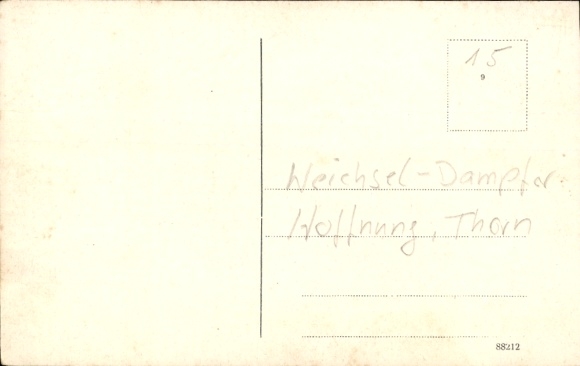 15
9
Weichsel-Dampfer
Hoffnung, Thorn
88212